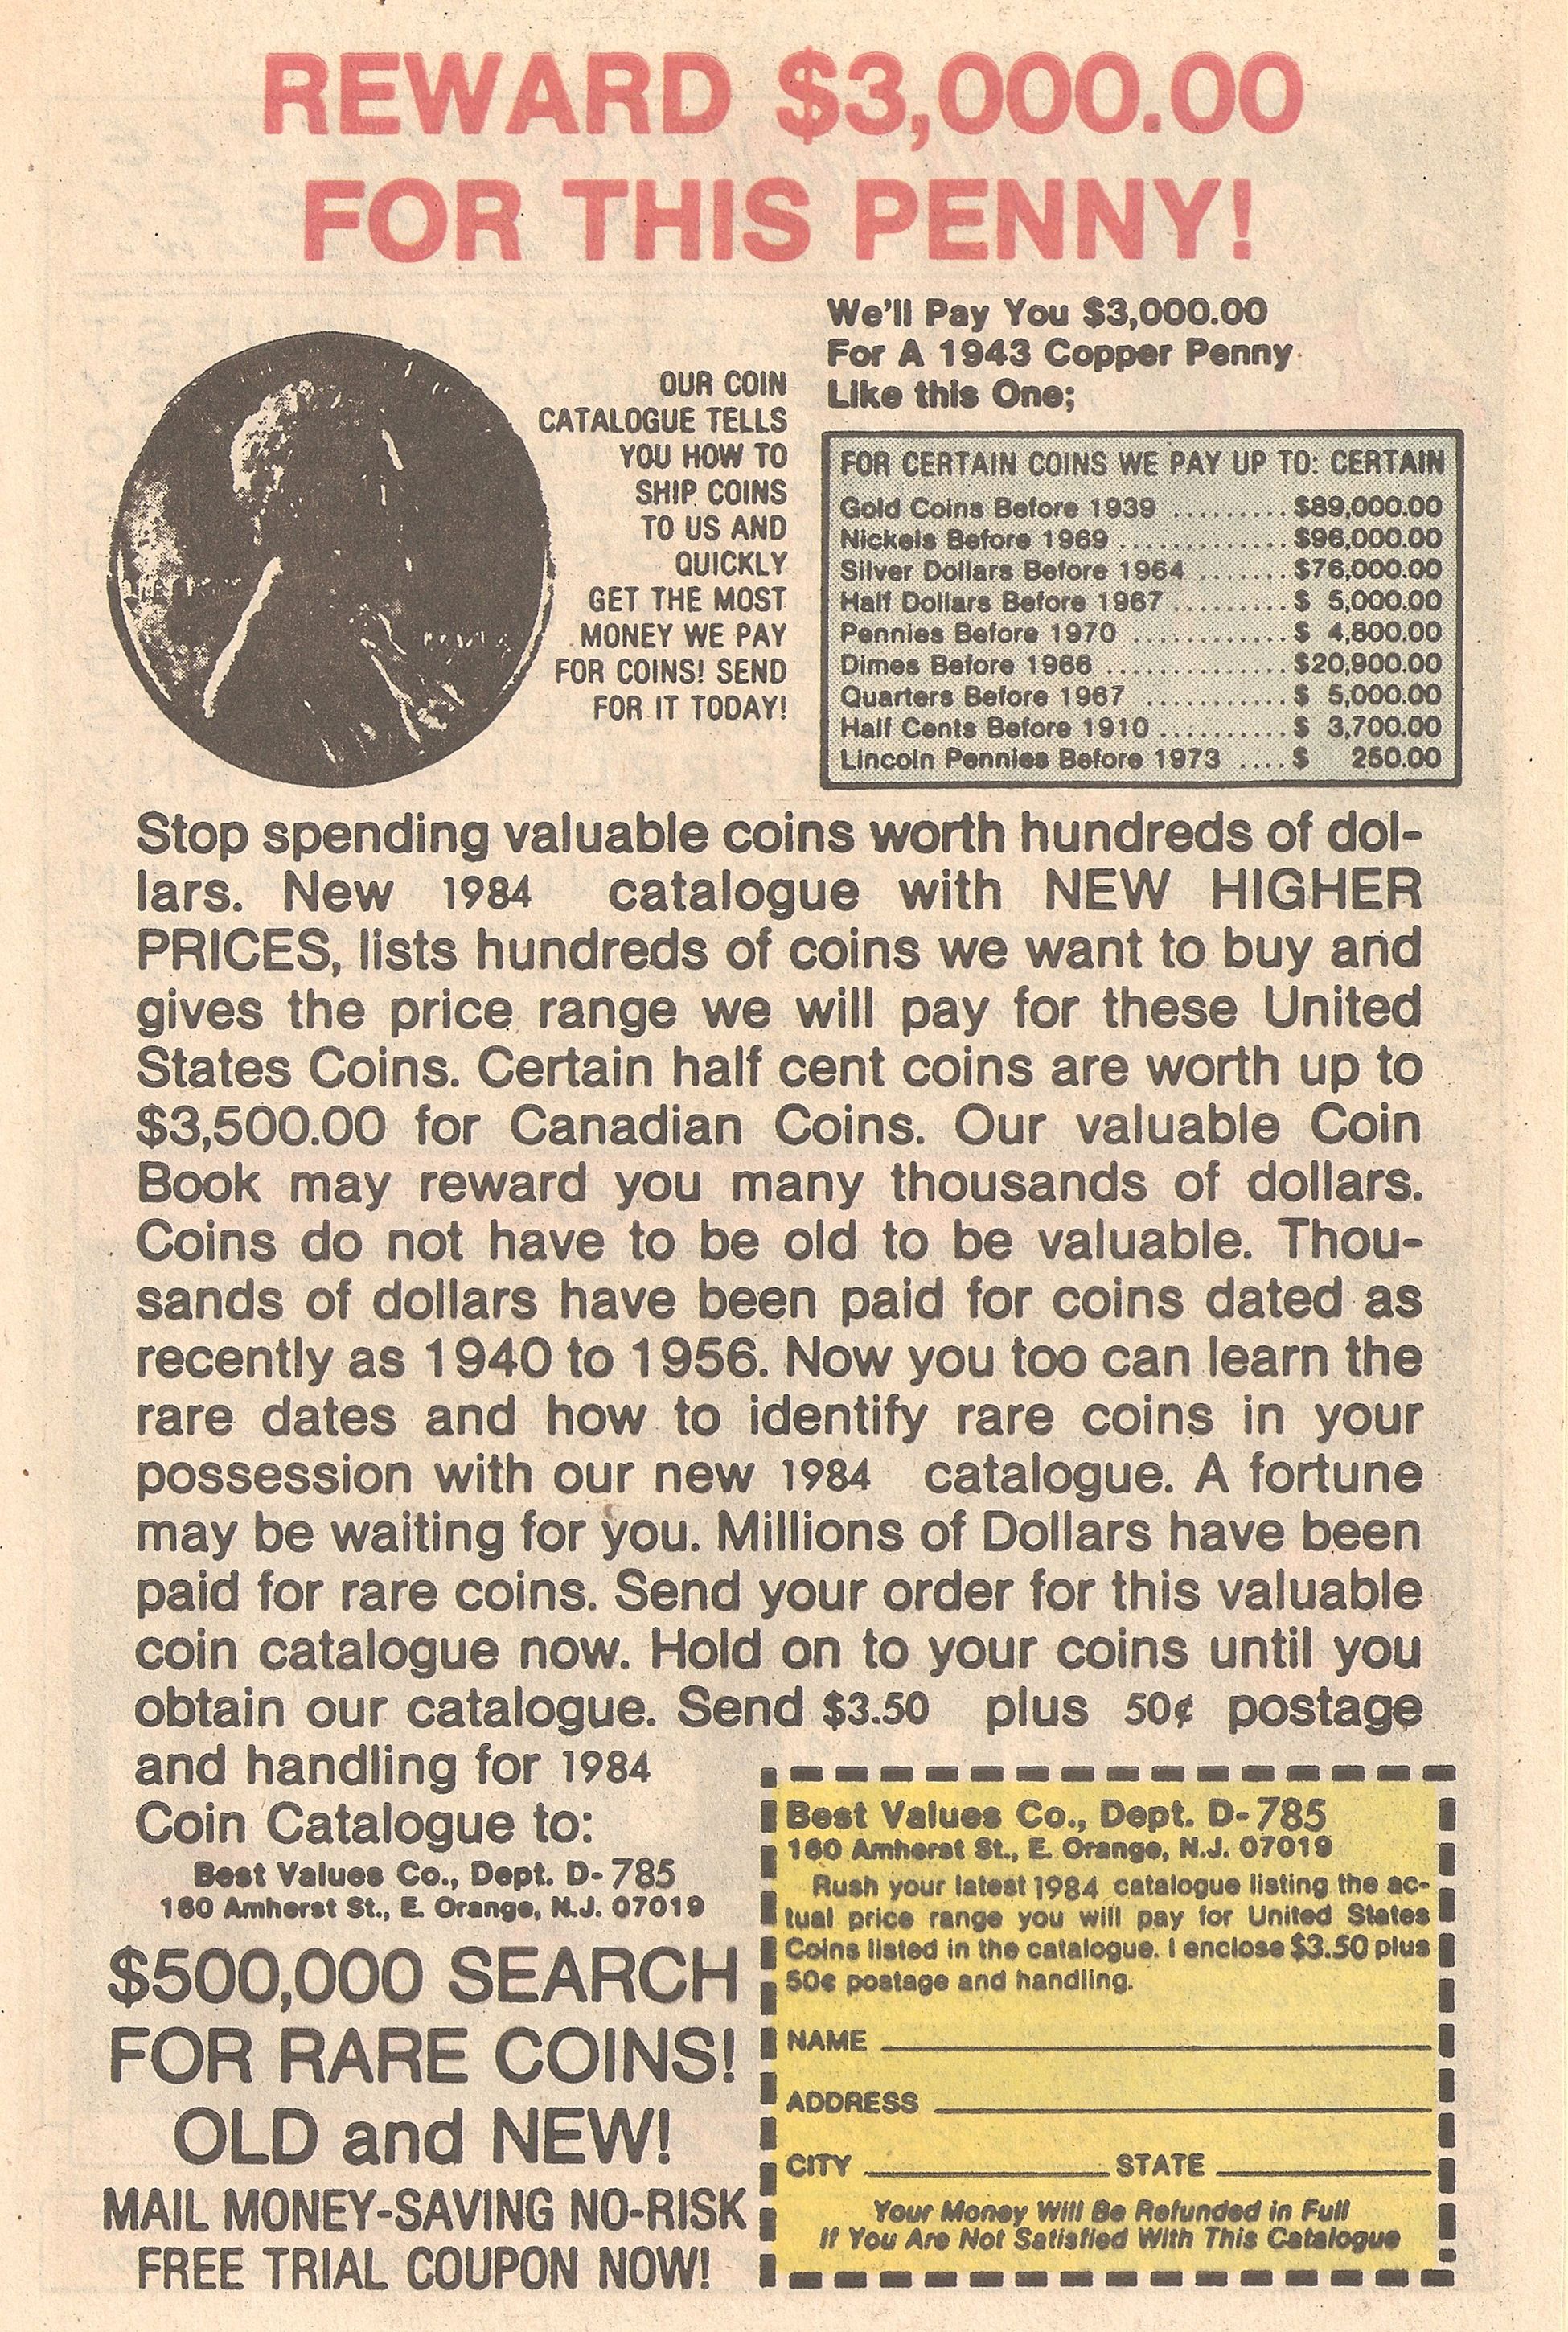 REWARD $3,000.00
FOR THIS PENNY!
We'll Pay You $3,000.00
For A 1943 Copper Penny
Like this One;
OUR COIN
CATALOGUE TELLS
YOU HOW TO
SHIP COINS
TO US AND
QUICKLY
GET THE MOST
MONEY WE PAY
FOR COINS! SEND
FOR IT TODAY!
FOR CERTAIN COINS WE PAY UP TO: CERTAIN
Gold Coins Before 1939 ......... $89,000.00
Nickels Before 1969 ............. $96,000.00
Silver Dollars Before 1964 ....... $76,000.00
Half Dollars Before 1967 ......... $ 5,000.00
Pennies Before 1970 ............ $ 4,800.00
Dimes Before 1966 .............. $20,900.00
Quarters Before 1967 ........... $ 5,000.00
Half Cents Before 1910 .......... $ 3,700.00
Lincoln Pennies Before 1973 .... $ 250.00
Stop spending valuable coins worth hundreds of dol-
lars. New 1984 catalogue with NEW HIGHER
PRICES, lists hundreds of coins we want to buy and
gives the price range we will pay for these United
States Coins. Certain half cent coins are worth up to
$3,500.00 for Canadian Coins. Our valuable Coin
Book may reward you many thousands of dollars.
Coins do not have to be old to be valuable. Thou-
sands of dollars have been paid for coins dated as
recently as 1940 to 1956. Now you too can learn the
rare dates and how to identify rare coins in your
possession with our new 1984 catalogue. A fortune
may be waiting for you. Millions of Dollars have been
paid for rare coins. Send your order for this valuable
coin catalogue now. Hold on to your coins until you
obtain our catalogue. Send $3.50 plus 50¢ postage
and handling for 1984
Coin Catalogue to:
Best Values Co., Dept. D-785
160 Amherst St., E. Orange, N.J. 07019
$500,000 SEARCH
FOR RARE COINS!
OLD and NEW!
MAIL MONEY-SAVING NO-RISK
FREE TRIAL COUPON NOW!
Best Values Co., Dept. D-785
160 Amherst St., E. Orange, N.J. 07019
Rush your latest 1984 catalogue listing the ac-
tual price range you will pay for United States
Coins listed in the catalogue. I enclose $3.50 plus
50¢ postage and handling.
NAME
ADDRESS
CITY STATE
Your Money Will Be Refunded in Full
If You Are Not Satisfied With This Catalogue